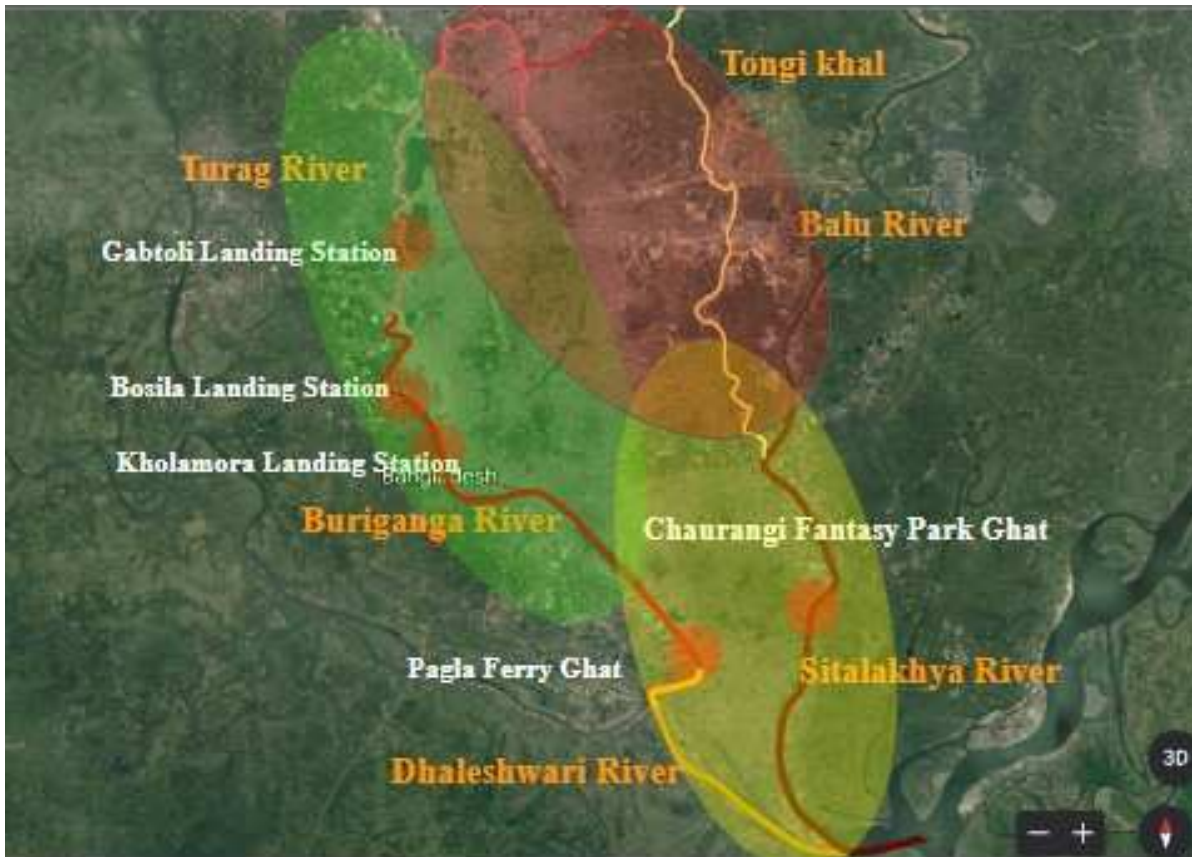 Tongi khal
Turag River
Balu River
Gabtoli Landing Station
Bosila Landing Station
Kholamora Landing Station
Bangladesh
Buriganga River
Chaurangi Fantasy Park Ghat
Pagla Ferry Ghat
Sitalakhya River
Dhaleshwari River
3D
− +